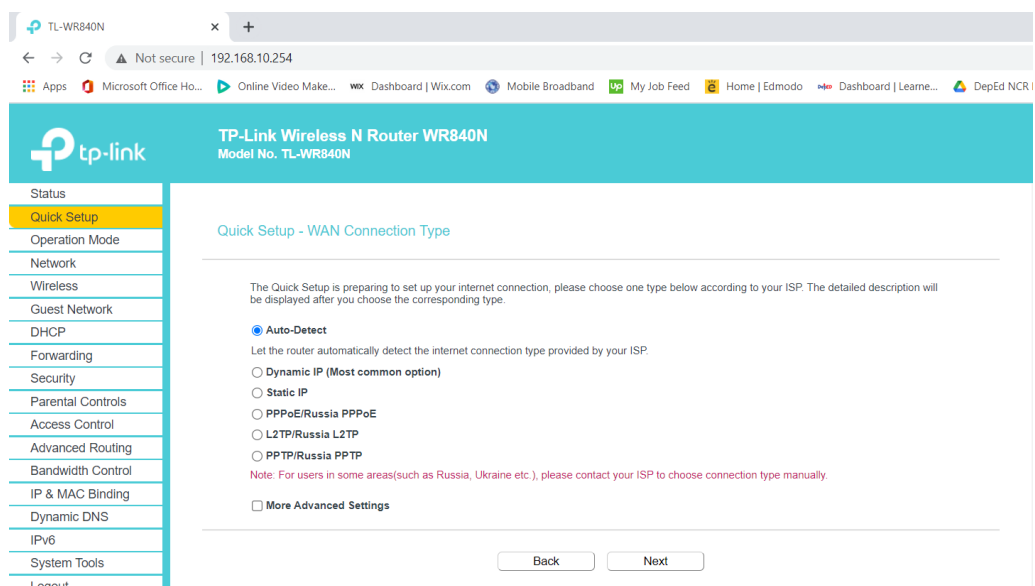 TL-WR840N
Not secure | 192.168.10.254
Apps Microsoft Office Ho... Online Video Make... WIX Dashboard | Wix.com Mobile Broadband Up My Job Feed ë Home | Edmodo Dashboard | Learne... DepEd NCR
tp-link
TP-Link Wireless N Router WR840N
Model No. TL-WR840N
Status
Quick Setup
Operation Mode
Network
Wireless
Guest Network
DHCP
Forwarding
Security
Parental Controls
Access Control
Advanced Routing
Bandwidth Control
IP & MAC Binding
Dynamic DNS
IPv6
System Tools
Logout
Quick Setup - WAN Connection Type
The Quick Setup is preparing to set up your internet connection, please choose one type below according to your ISP. The detailed description will
be displayed after you choose the corresponding type.
Auto-Detect
Let the router automatically detect the internet connection type provided by your ISP.
Dynamic IP (Most common option)
Static IP
PPPoE/Russia PPPoE
L2TP/Russia L2TP
PPTP/Russia PPTP
Note: For users in some areas(such as Russia, Ukraine etc.), please contact your ISP to choose connection type manually.
More Advanced Settings
Back Next